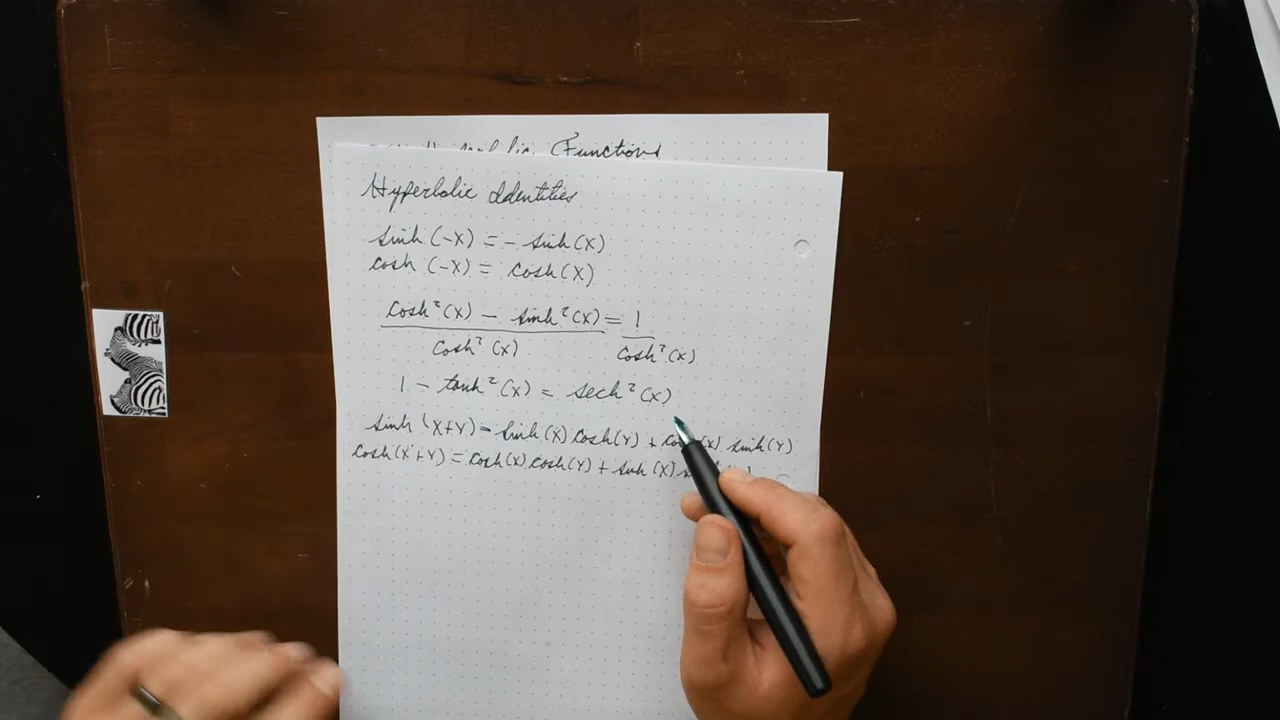 Functions
Hyperbolic Identities
sinh (-x) = - sinh (x)
cosh (-x) = cosh (x)
cosh²(x) - sinh²(x) = 1
cosh²(x) cosh²(x)
1 - tanh²(x) = sech²(x)
sinh (x+y) = sinh (x) cosh(y) + (x) sinh(y)
cosh(x+y) = cosh(x) cosh(y) + sinh (x)